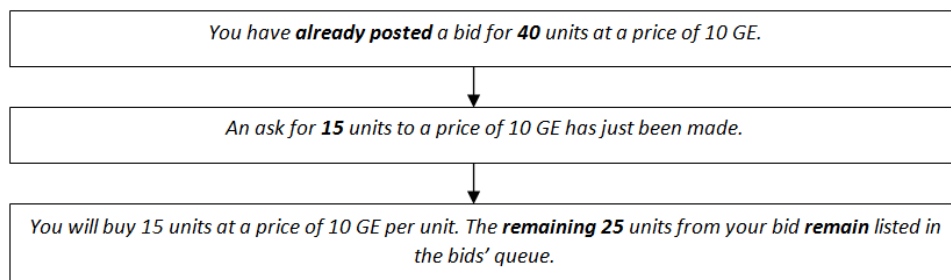 You have already posted a bid for 40 units at a price of 10 GE.
An ask for 15 units to a price of 10 GE has just been made.
You will buy 15 units at a price of 10 GE per unit. The remaining 25 units from your bid remain listed in
the bids’ queue.